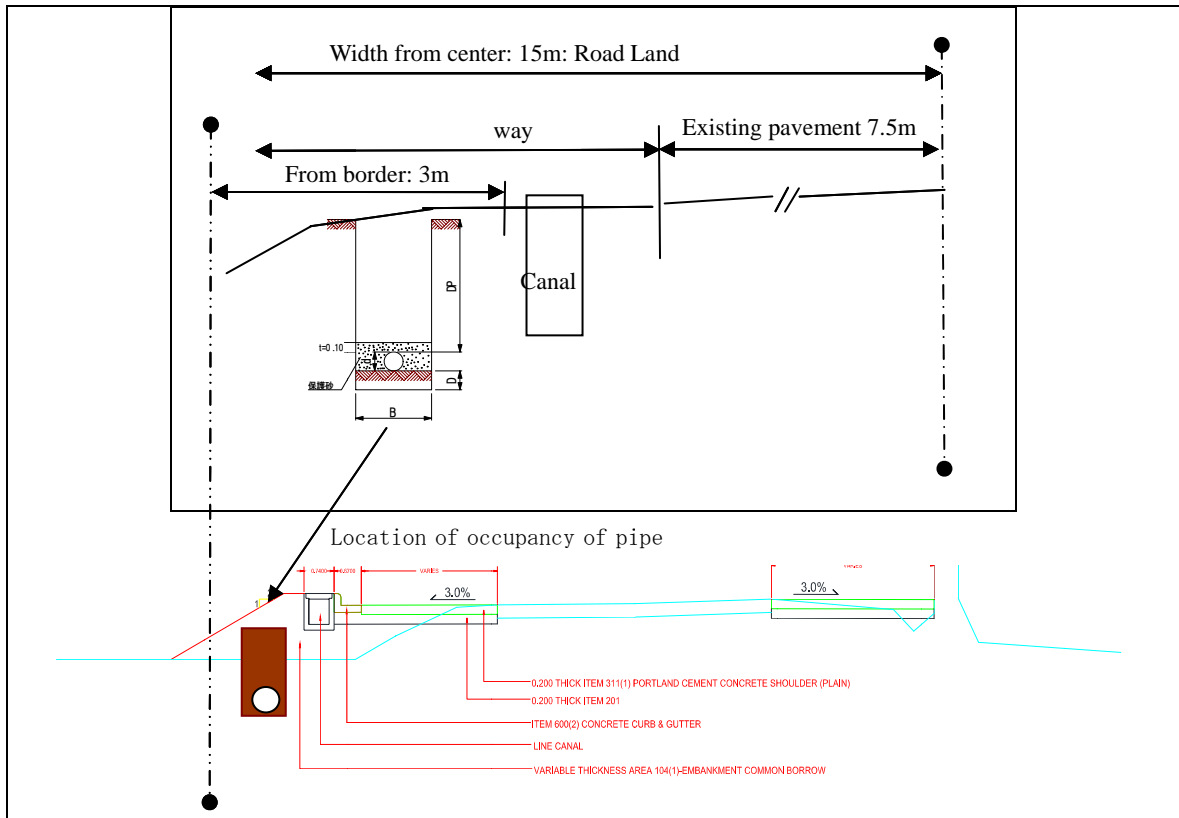 Width from center: 15m: Road Land
way
Existing pavement 7.5m
From border: 3m
Canal
DP
t=0.10
d
保護砂
D
B
Location of occupancy of pipe
VARIES
3.0%
3.0%
1
0.200 THICK ITEM 311(1) PORTLAND CEMENT CONCRETE SHOULDER (PLAIN)
0.200 THICK ITEM 201
ITEM 600(2) CONCRETE CURB & GUTTER
LINE CANAL
VARIABLE THICKNESS AREA 104(1)-EMBANKMENT COMMON BORROW